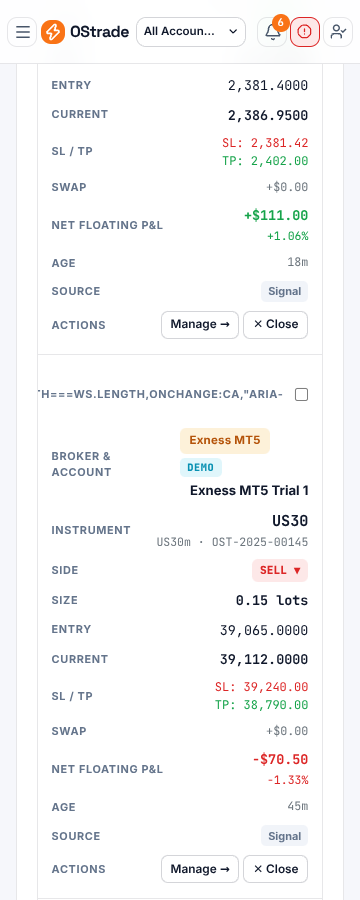 6
OStrade
All Accoun...
ENTRY 2,381.4000
CURRENT 2,386.9500
SL / TP SL: 2,381.42
TP: 2,402.00
SWAP +$0.00
NET FLOATING P&L +$111.00
+1.06%
AGE 18m
SOURCE Signal
ACTIONS Manage → × Close
TH===WS.LENGTH,ONCHANGE:CA,"ARIA-
BROKER & ACCOUNT Exness MT5
DEMO
Exness MT5 Trial 1
INSTRUMENT US30
US30m · OST-2025-00145
SIDE SELL ▼
SIZE 0.15 lots
ENTRY 39,065.0000
CURRENT 39,112.0000
SL / TP SL: 39,240.00
TP: 38,790.00
SWAP +$0.00
NET FLOATING P&L -$70.50
-1.33%
AGE 45m
SOURCE Signal
ACTIONS Manage → × Close